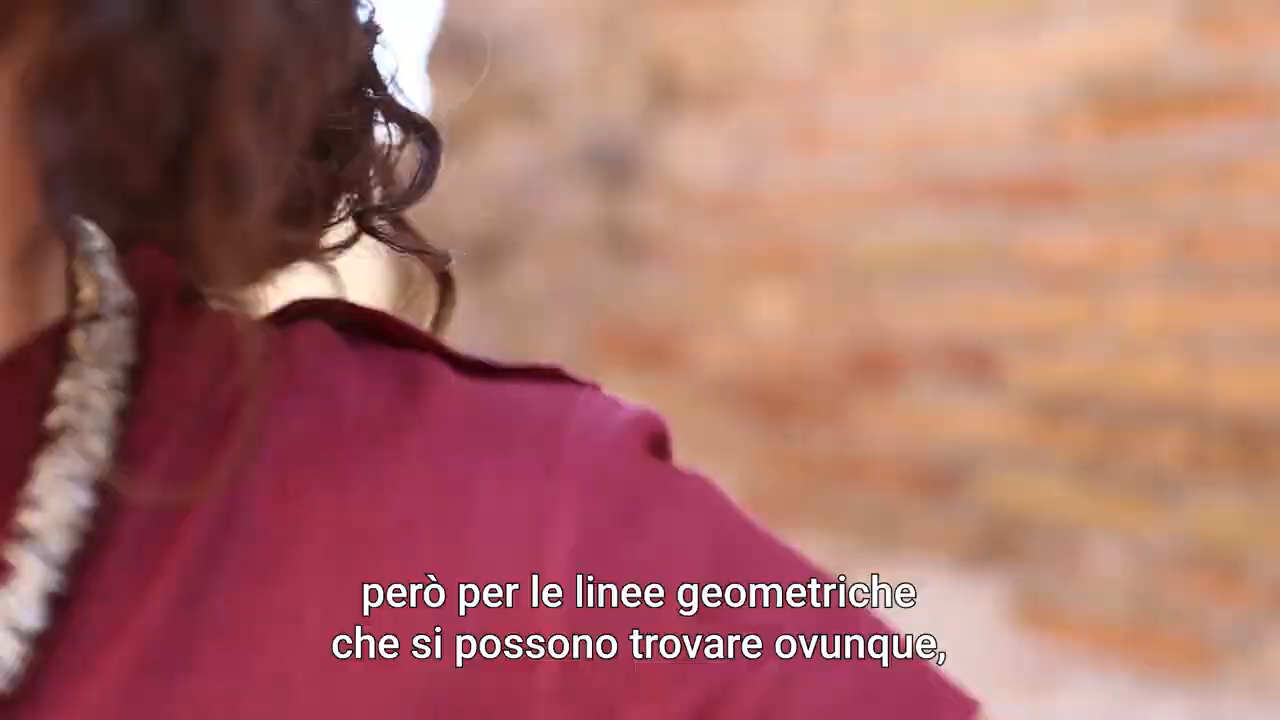 però per le linee geometriche
che si possono trovare ovunque,